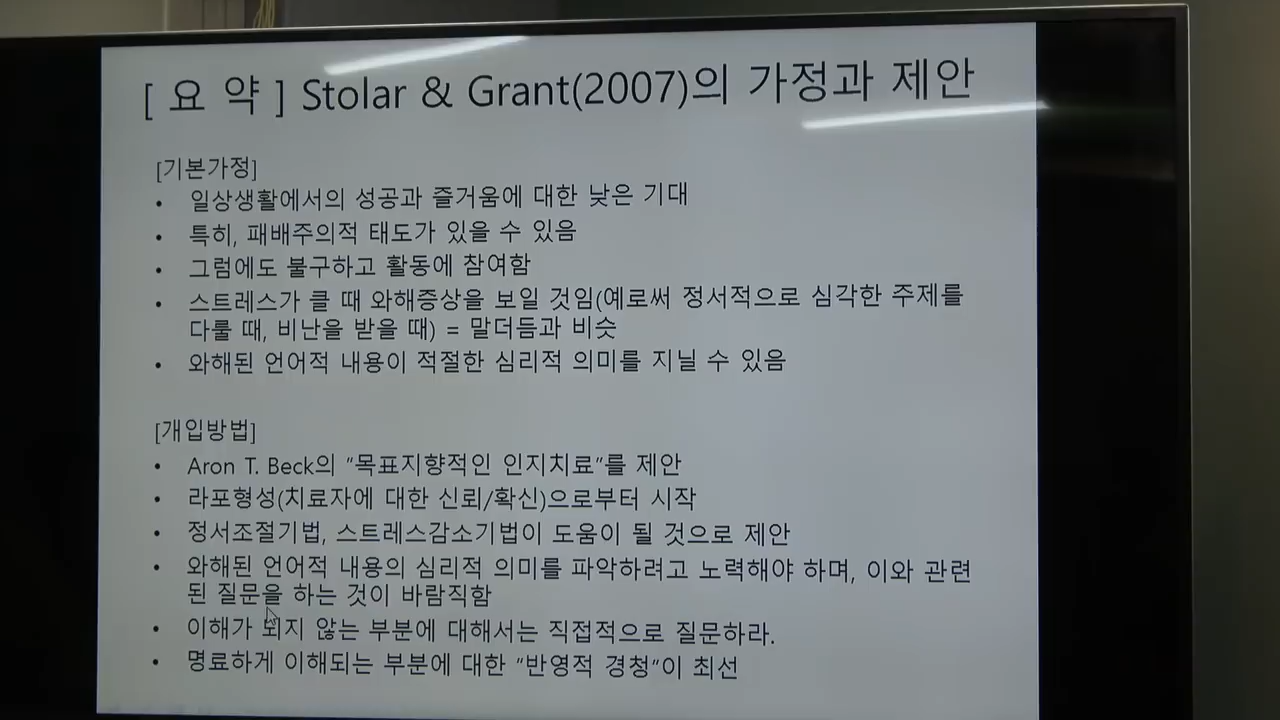 [ 요 약 ] Stolar & Grant(2007)의 가정과 제안
[기본가정]
• 일상생활에서의 성공과 즐거움에 대한 낮은 기대
• 특히, 패배주의적 태도가 있을 수 있음
• 그럼에도 불구하고 활동에 참여함
• 스트레스가 클 때 와해증상을 보일 것임(예로써 정서적으로 심각한 주제를
다룰 때, 비난을 받을 때) = 말더듬과 비슷
• 와해된 언어적 내용이 적절한 심리적 의미를 지닐 수 있음
[개입방법]
• Aron T. Beck의 “목표지향적인 인지치료”를 제안
• 라포형성(치료자에 대한 신뢰/확신)으로부터 시작
• 정서조절기법, 스트레스감소기법이 도움이 될 것으로 제안
• 와해된 언어적 내용의 심리적 의미를 파악하려고 노력해야 하며, 이와 관련
된 질문을 하는 것이 바람직함
• 이해가 되지 않는 부분에 대해서는 직접적으로 질문하라.
• 명료하게 이해되는 부분에 대한 “반영적 경청”이 최선